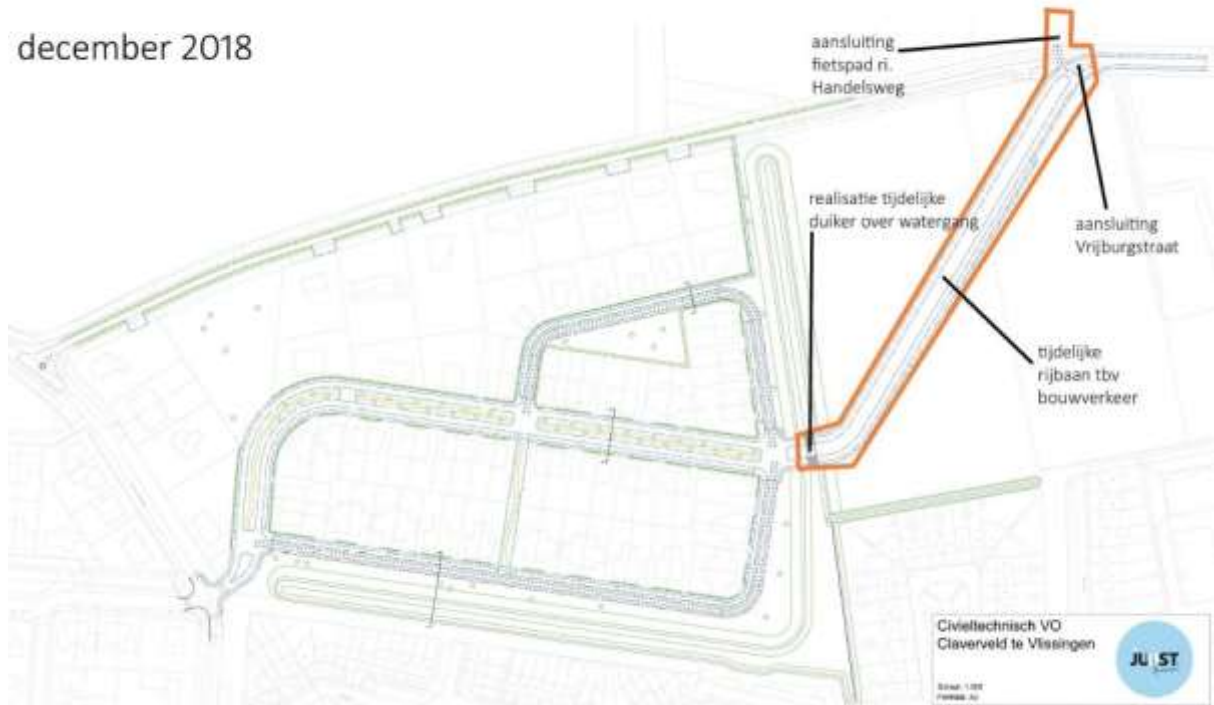 december 2018
aansluiting
fietspad ri.
Handelsweg
realisatie tijdelijke
duiker over watergang
aansluiting
Vrijburgstraat
tijdelijke
rijbaan tbv
bouwverkeer
Civieltechnisch VO
Claverveld te Vlissingen
JUUST